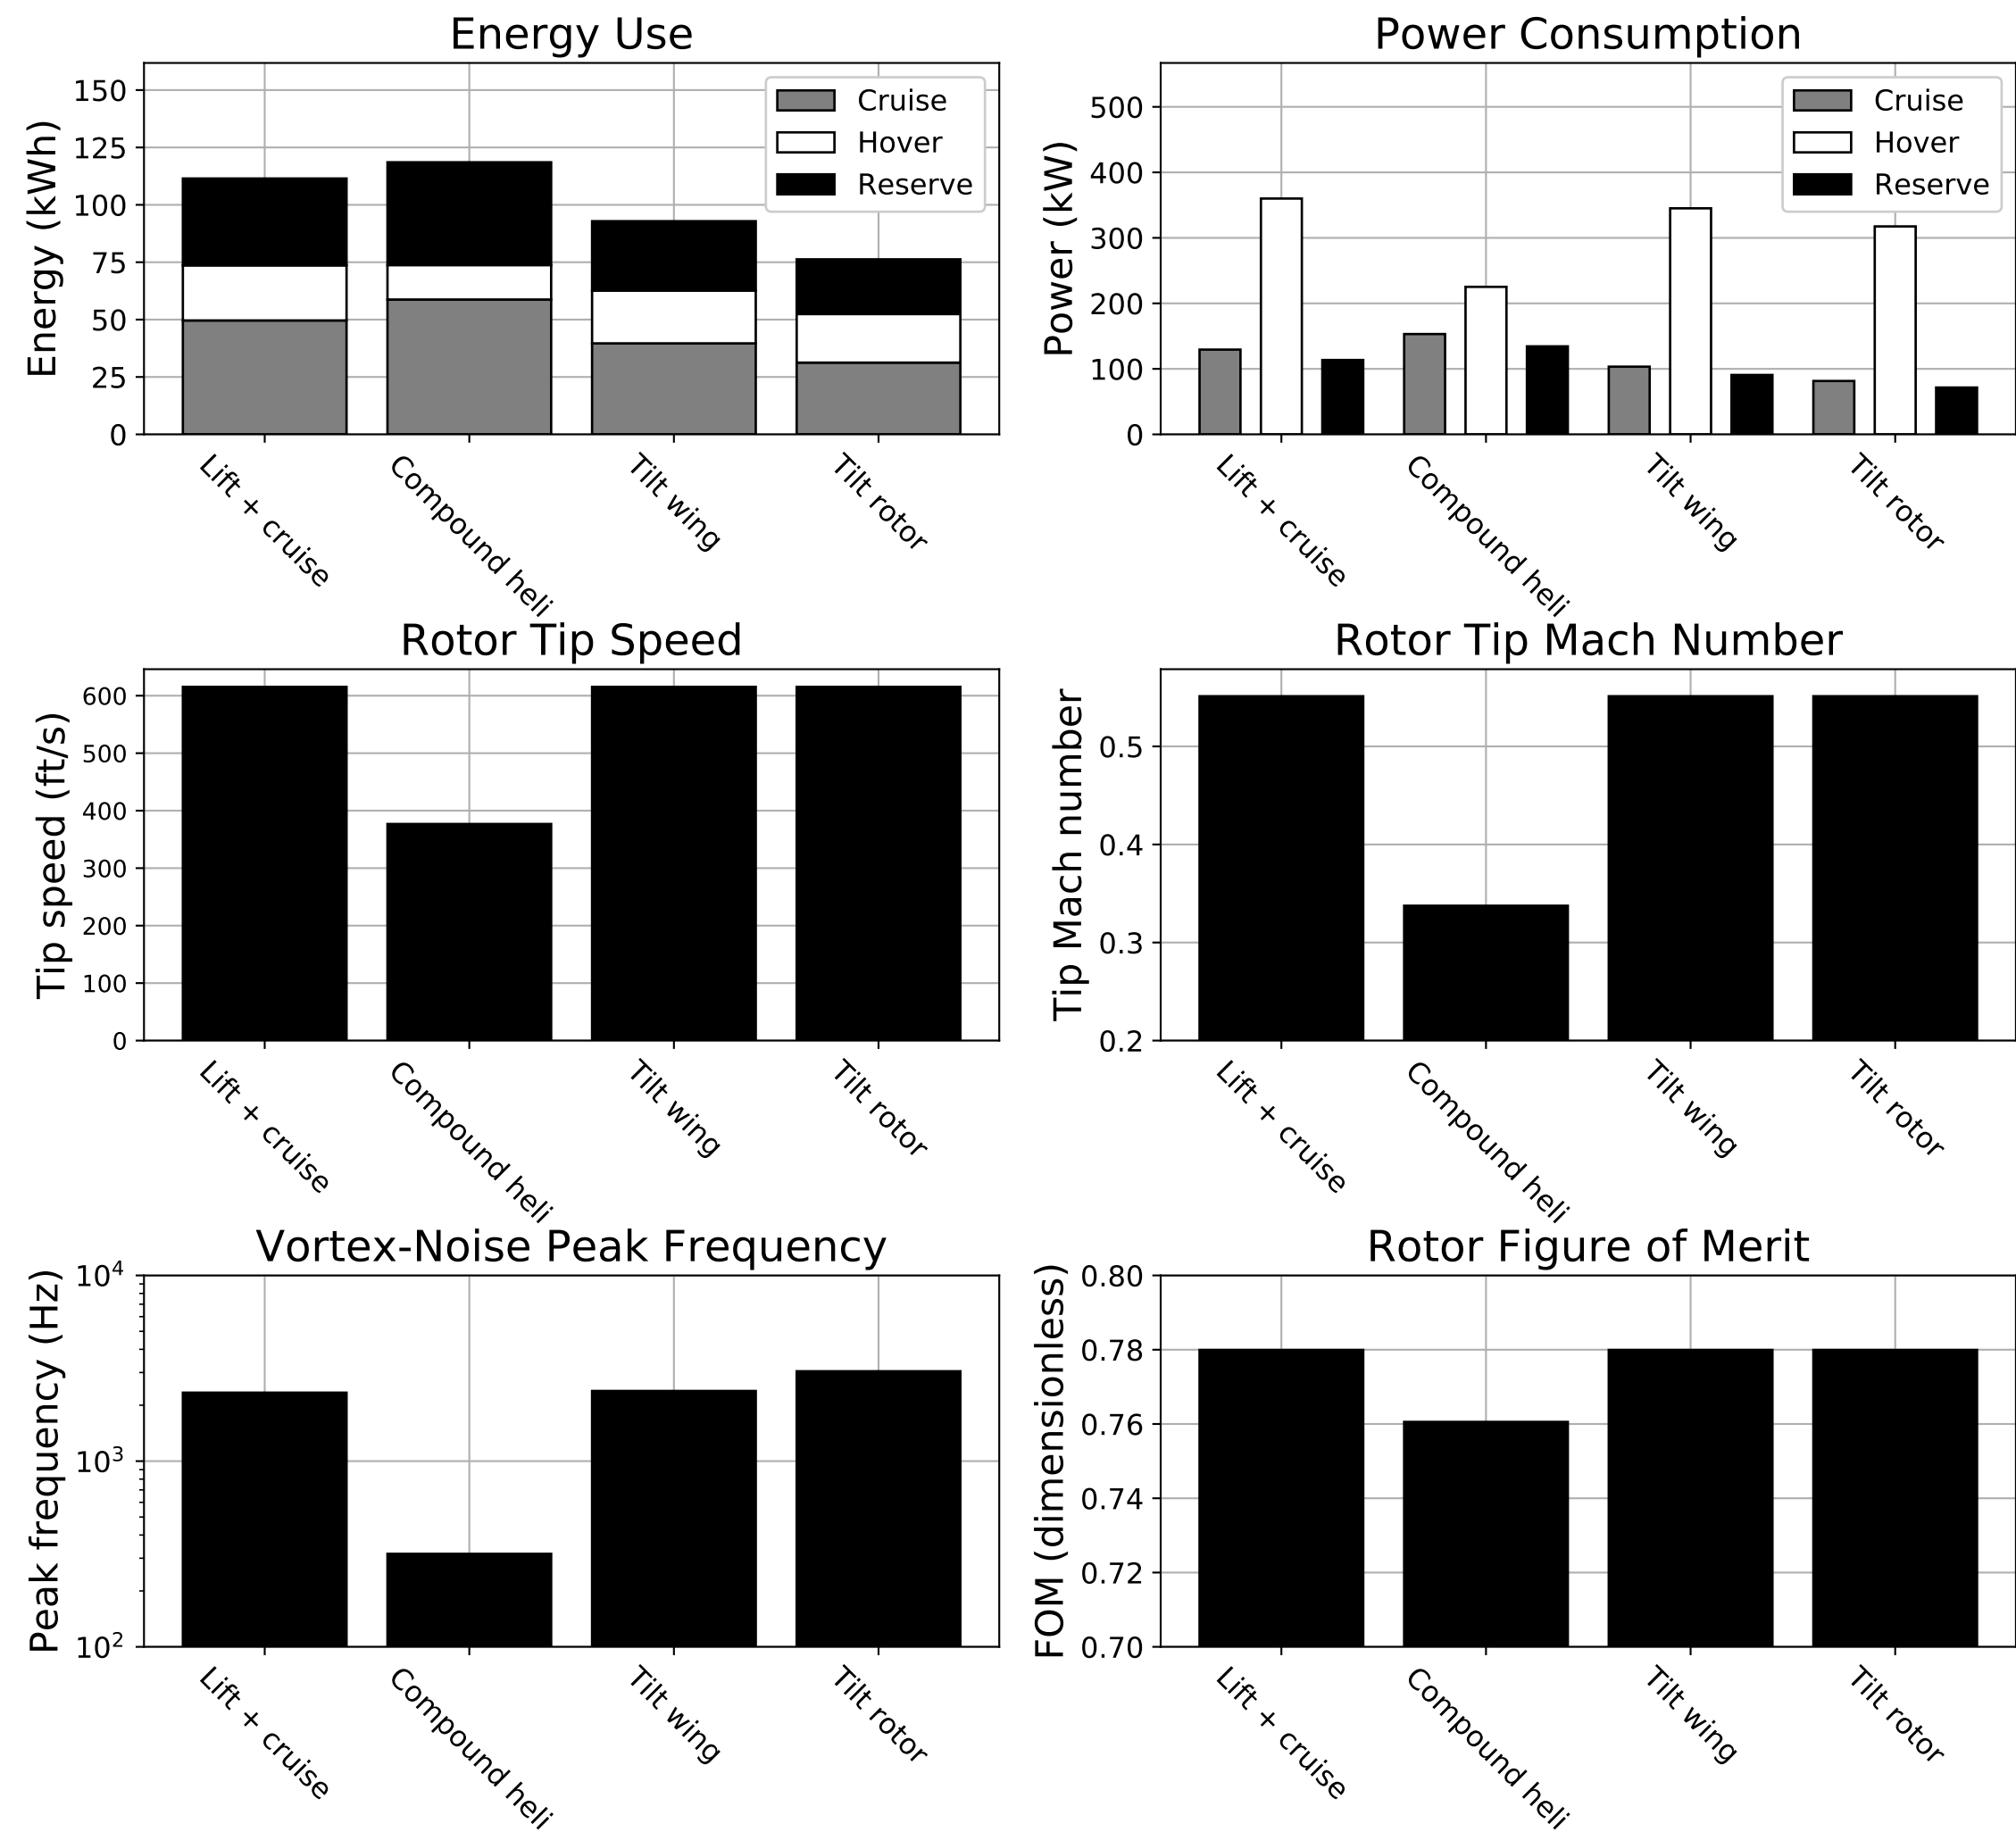 Energy Use
Energy (kWh)
150
125
100
75
50
25
0
Cruise
Hover
Reserve
Lift + cruise
Compound heli
Tilt wing
Tilt rotor
Power Consumption
Power (kW)
500
400
300
200
100
0
Cruise
Hover
Reserve
Lift + cruise
Compound heli
Tilt wing
Tilt rotor
Rotor Tip Speed
Tip speed (ft/s)
600
500
400
300
200
100
0
Lift + cruise
Compound heli
Tilt wing
Tilt rotor
Rotor Tip Mach Number
Tip Mach number
0.5
0.4
0.3
0.2
Lift + cruise
Compound heli
Tilt wing
Tilt rotor
Vortex-Noise Peak Frequency
Peak frequency (Hz)
10⁴
10³
10²
Lift + cruise
Compound heli
Tilt wing
Tilt rotor
Rotor Figure of Merit
FOM (dimensionless)
0.80
0.78
0.76
0.74
0.72
0.70
Lift + cruise
Compound heli
Tilt wing
Tilt rotor